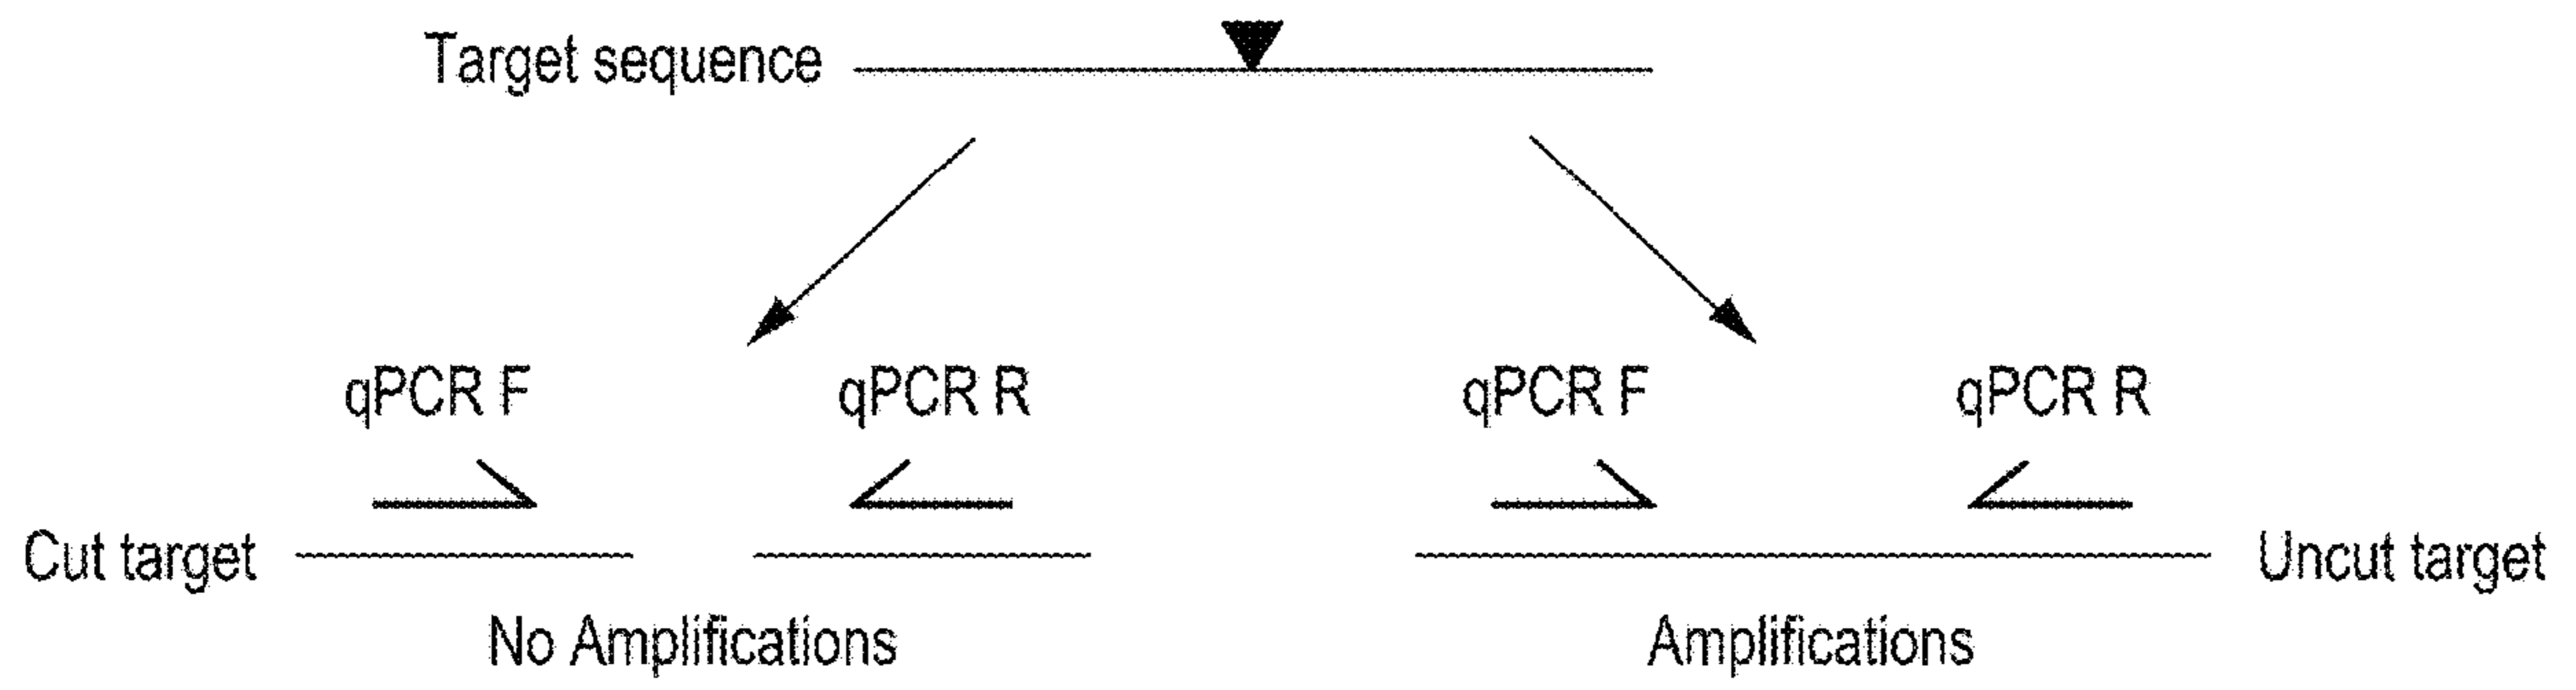 Target sequence
qPCR F
qPCR R
qPCR F
qPCR R
Cut target
Uncut target
No Amplifications
Amplifications